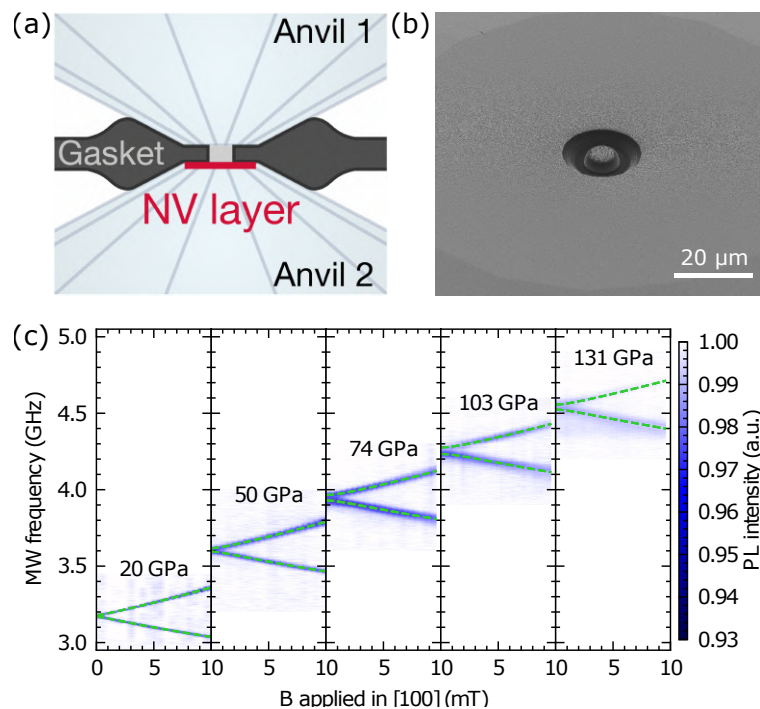 (a)
Anvil 1
Gasket
NV layer
Anvil 2
(b)
20 µm
(c)
MW frequency (GHz)
5.0
4.5
4.0
3.5
3.0
20 GPa
50 GPa
74 GPa
103 GPa
131 GPa
0 5 10 5 10 5 10 5 10 5 10
B applied in [100] (mT)
1.00
0.99
0.98
0.97
0.96
0.95
0.94
0.93
PL intensity (a.u.)